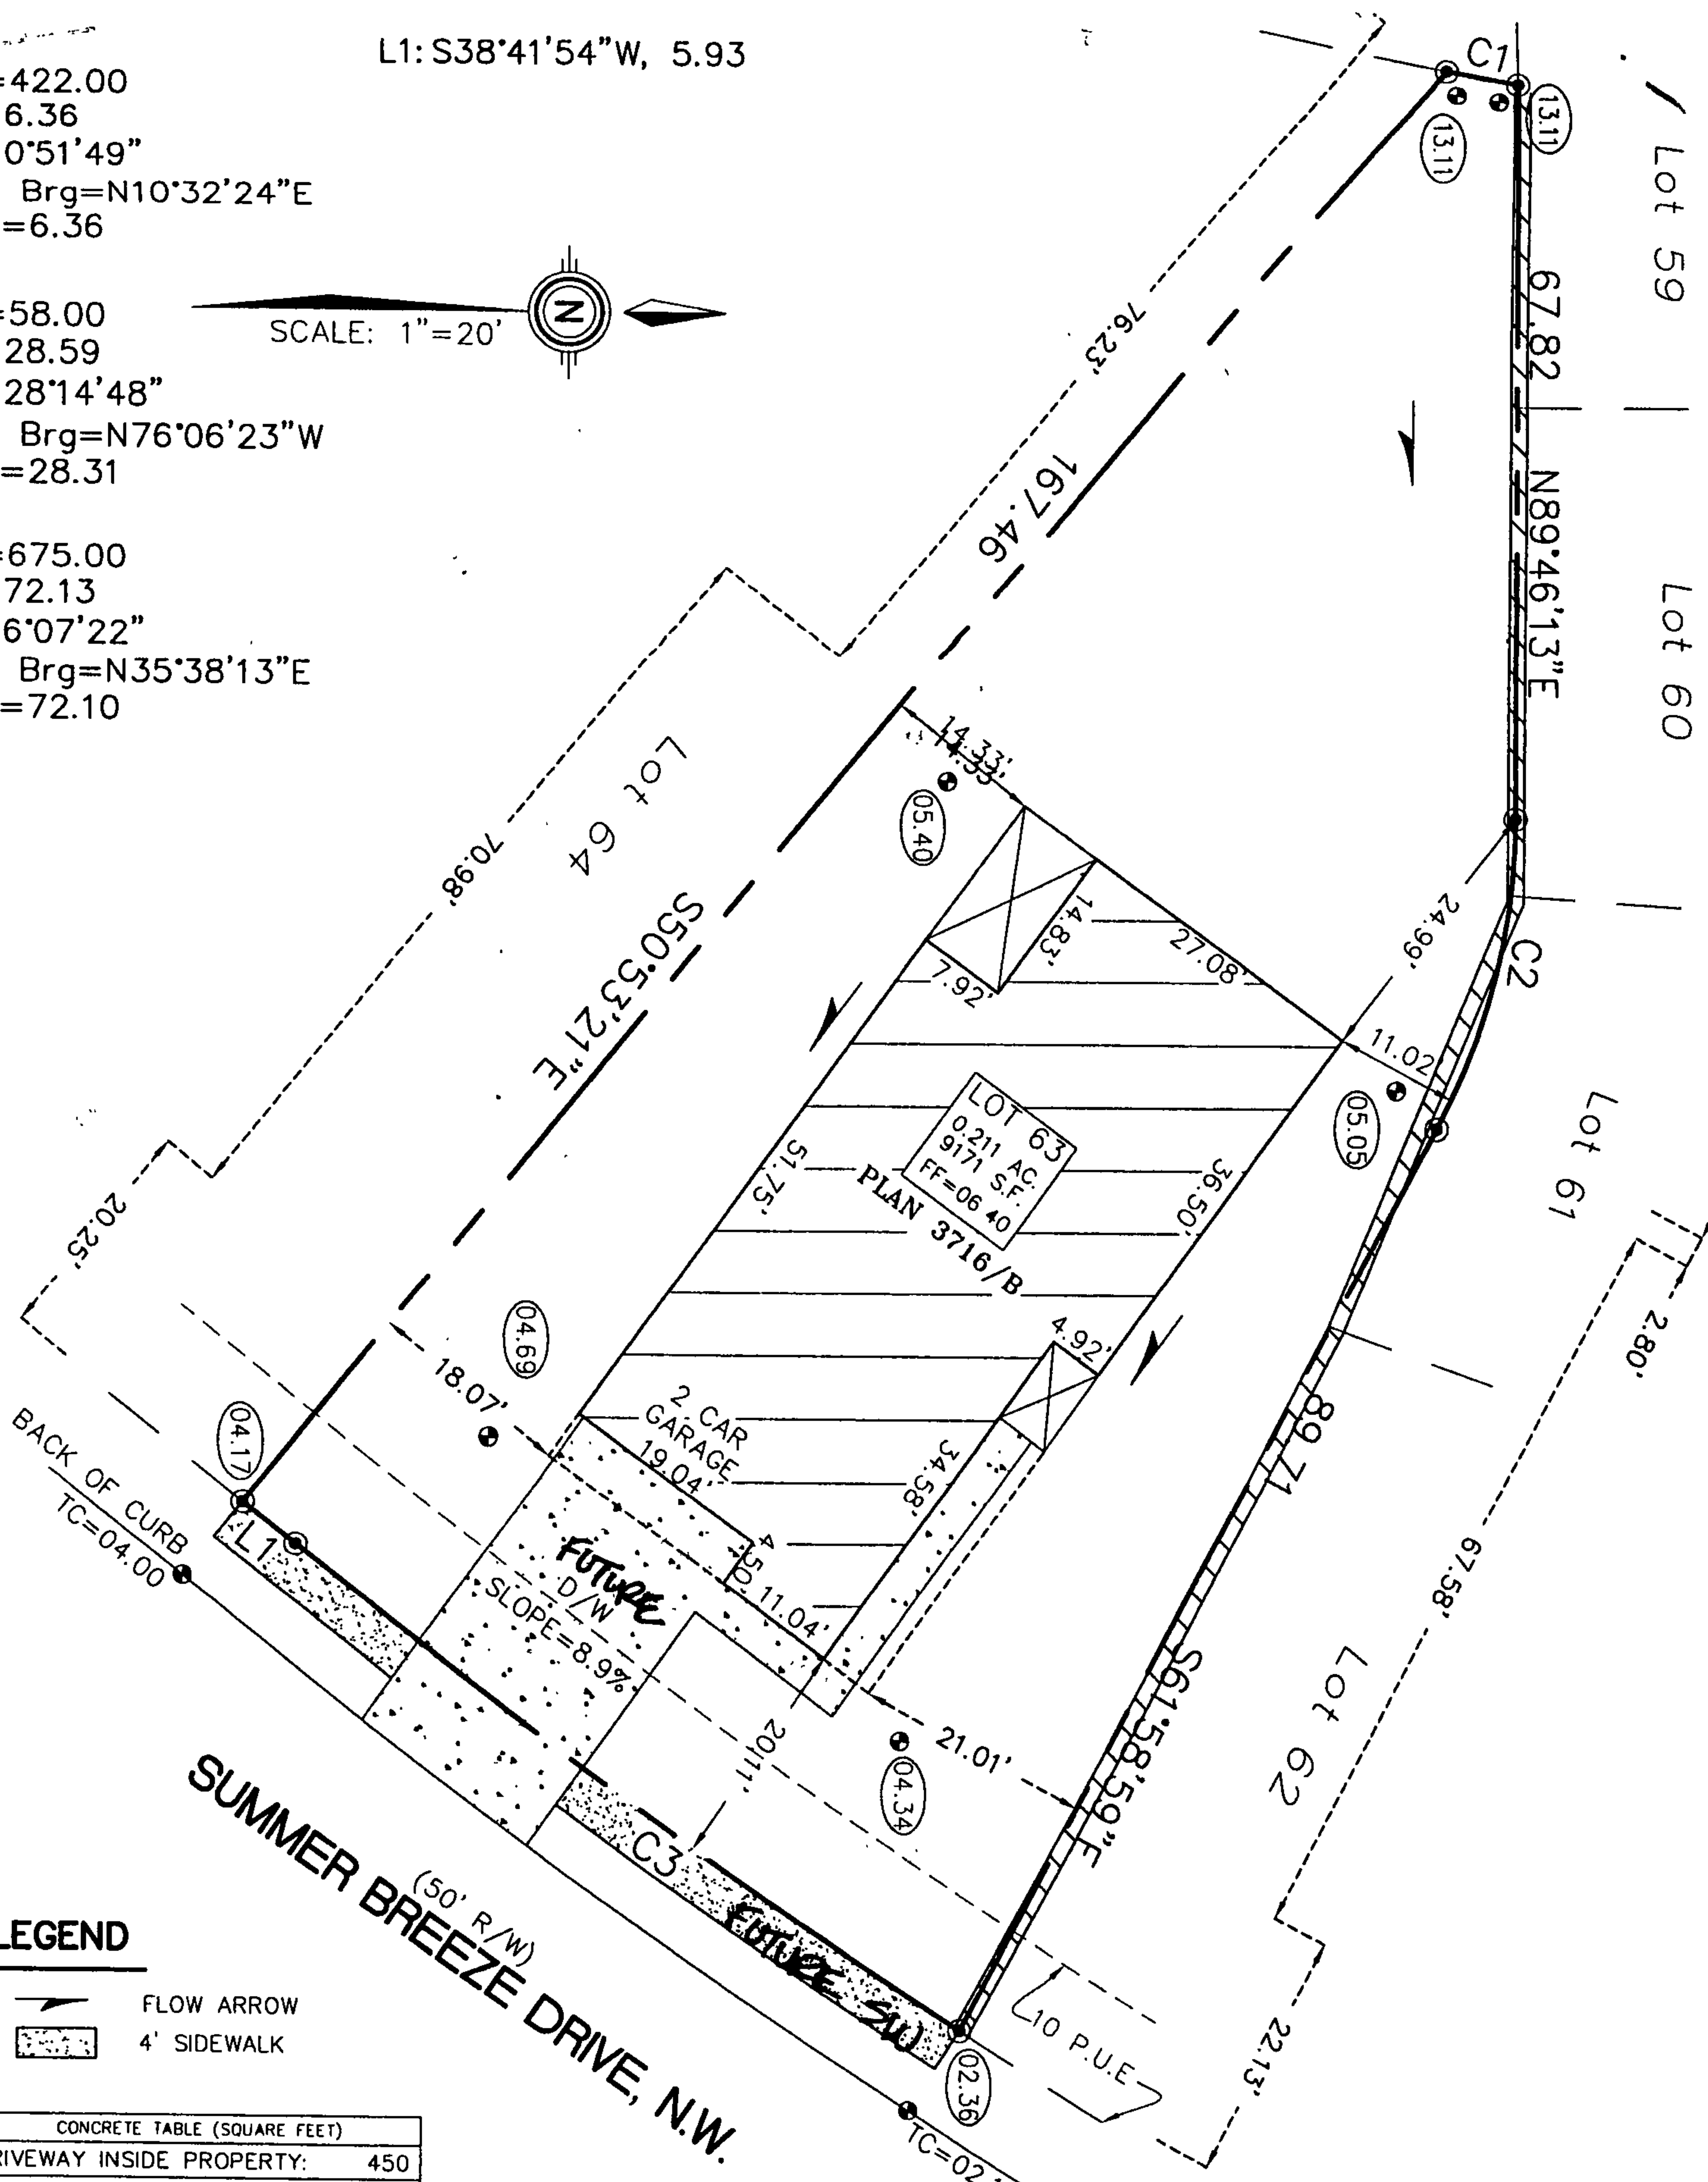 L1: S38°41'54"W, 5.93
=422.00
6.36
0°51'49"
Brg=N10°32'24"E
=6.36
=58.00
28.59
28°14'48"
Brg=N76°06'23"W
=28.31
=675.00
72.13
6°07'22"
Brg=N35°38'13"E
=72.10
N
SCALE: 1"=20'
C1
13.11
13.11
Lot 59
67.82
N89°46'13"E
Lot 60
76.23'
167.46
14.33'
14.33'
05.40
Lot 64
70.98'
S50°53'21"E
14.83'
7.92'
27.08'
24.99'
C2
11.02
05.05
Lot 61
LOT 63
0.211 AC.
9171 S.F.
FF=06 40
PLAN 3716/B
51.75'
36.50'
4.92'
2.80'
20.25'
04.69
18.07'
2 CAR
GARAGE
19.04'
34.58'
89 71
67.58'
04.17
BACK OF CURB
TC=04.00
L1
4 50
11.04'
FUTURE
D/W
SLOPE=8.9%
20.11'
21.01'
04.34
S61°58'59"E
Lot 62
C3
FUTURE SW
SUMMER BREEZE DRIVE, N.W.
(50' R/W)
10 P.U.E
22.13'
02.36
TC=02.
LEGEND
FLOW ARROW
4' SIDEWALK
CONCRETE TABLE (SQUARE FEET)
RIVEWAY INSIDE PROPERTY: 450